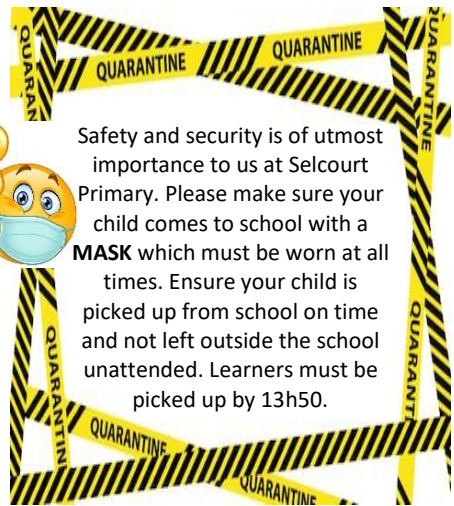 QUARANTINE
QUARANTINE
QUARAN
QUARANTINE
Safety and security is of utmost
importance to us at Selcourt
Primary. Please make sure your
child comes to school with a
MASK which must be worn at all
times. Ensure your child is
picked up from school on time
and not left outside the school
unattended. Learners must be
picked up by 13h50.
QUARANTINE
QUARANT
QUARANTINE
QUARANTINE